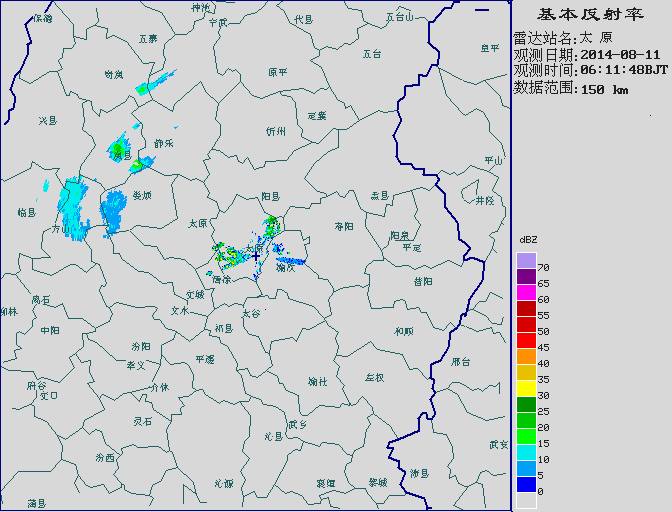 基本反射率
雷达站名:太 原
观测日期:2014-08-11
观测时间:06:11:48BJT
数据范围:150 km
dBZ
70
65
60
55
50
45
40
35
30
25
20
15
10
5
0
神池
代县
五台山
保德
宁武
五寨
五台
盂平
岢岚
原平
兴县
定襄
忻州
静乐
岚县
平山
娄烦
阳县
盂县
井陉
临县
方山
太原
寿阳
阳泉
平定
太原
榆次
清徐
昔阳
交城
离石
柳林
文水
太谷
中阳
祁县
和顺
汾阳
平遥
邢台
孝义
榆社
左权
介休
交口
灵石
武乡
沁县
武安
汾西
沁源
襄垣
黎城
涉县
蒲县